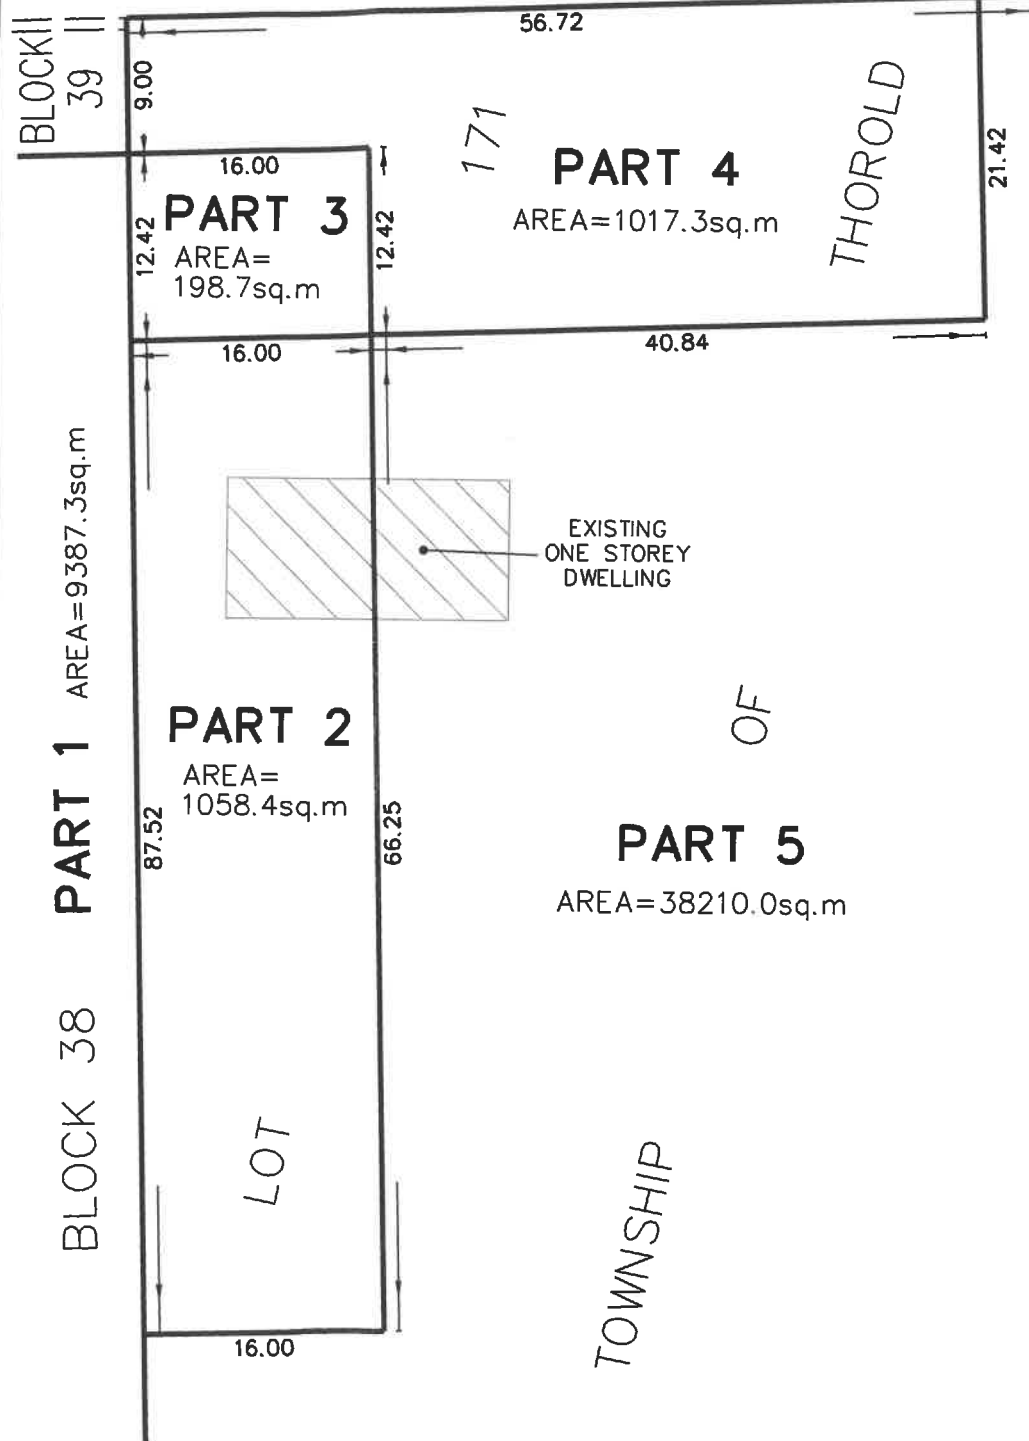 56.72
BLOCK
39
9.00
171
THOROLD
21.42
16.00
PART 4
AREA=1017.3sq.m
PART 3
AREA=
198.7sq.m
12.42
12.42
16.00
40.84
EXISTING
ONE STOREY
DWELLING
PART 1 AREA=9387.3sq.m
PART 2
AREA=
1058.4sq.m
87.52
66.25
OF
PART 5
AREA=38210.0sq.m
BLOCK 38
LOT
TOWNSHIP
16.00